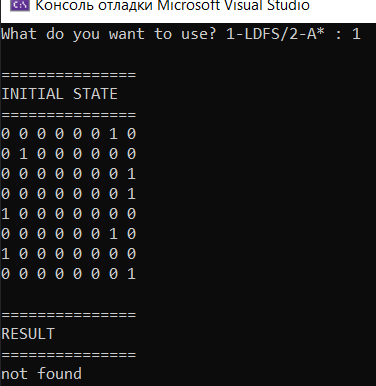 Консоль отладки Microsoft Visual Studio
What do you want to use? 1-LDFS/2-A* : 1
===============
INITIAL STATE
===============
0 0 0 0 0 0 1 0
0 1 0 0 0 0 0 0
0 0 0 0 0 0 0 1
0 0 0 0 0 0 0 1
1 0 0 0 0 0 0 0
0 0 0 0 0 0 1 0
1 0 0 0 0 0 0 0
0 0 0 0 0 0 0 1
===============
RESULT
===============
not found